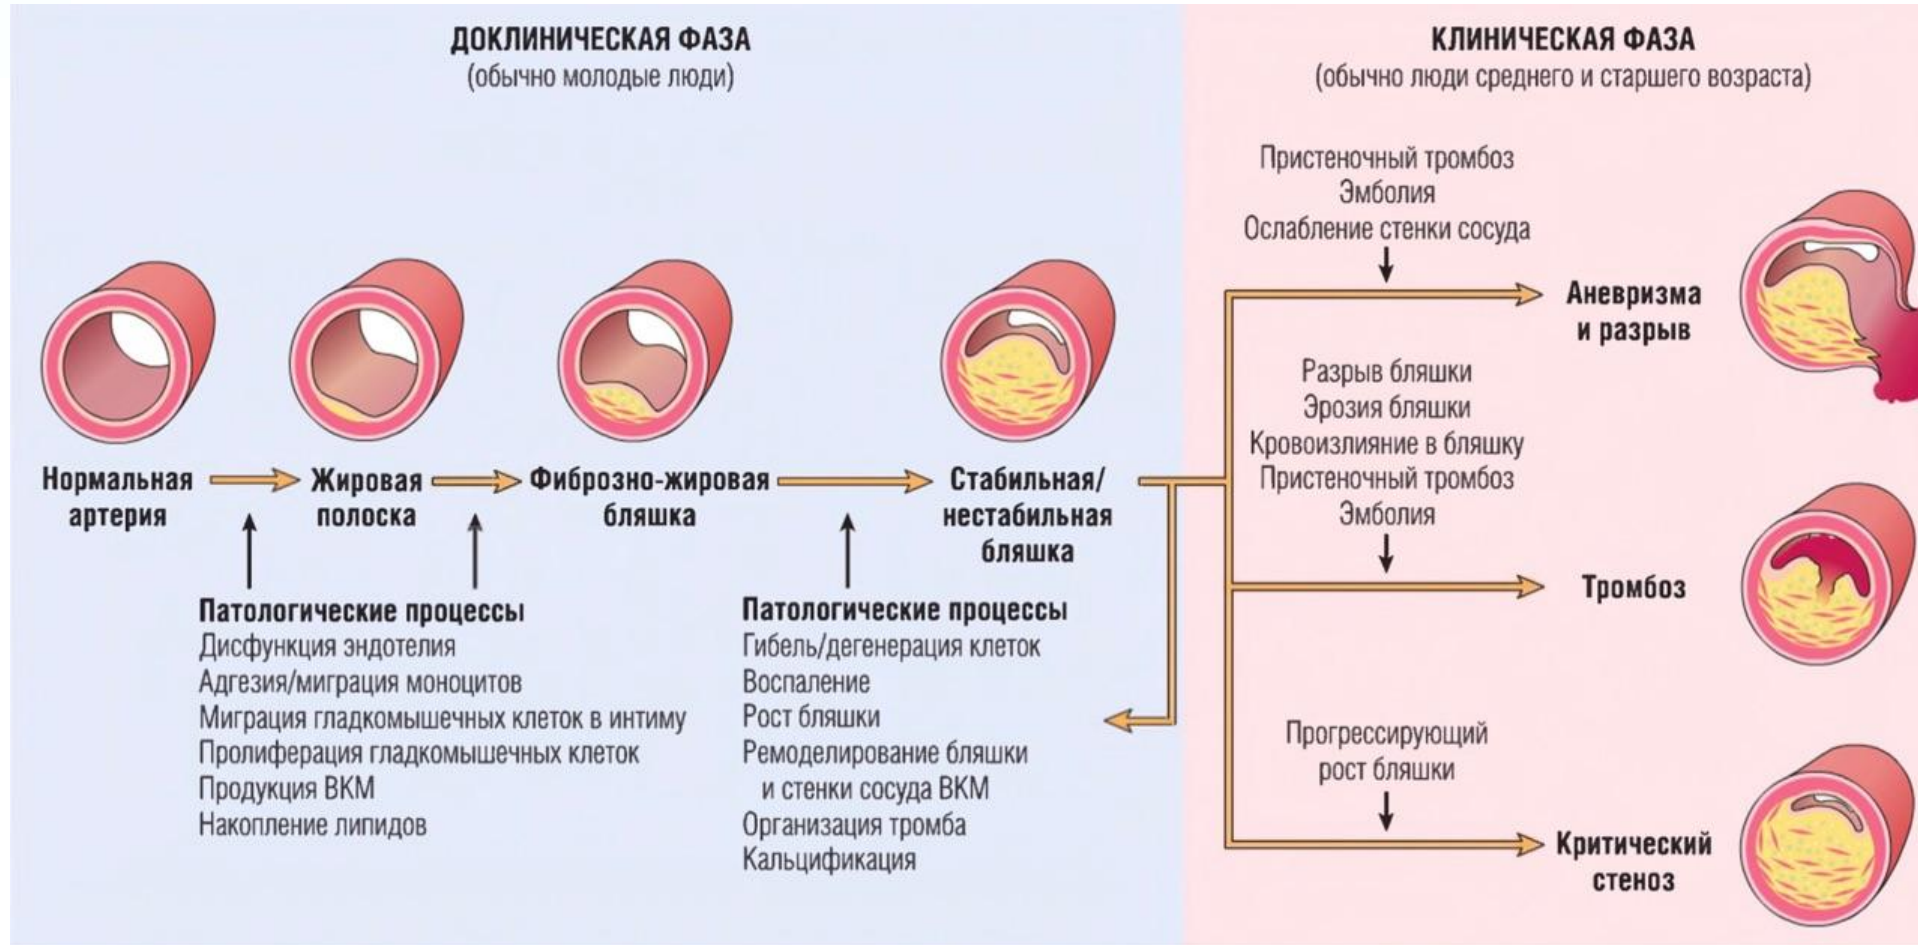 ДОКЛИНИЧЕСКАЯ ФАЗА
(обычно молодые люди)
Нормальная
артерия
Жировая
полоска
Фиброзно-жировая
бляшка
Стабильная/
нестабильная
бляшка
Патологические процессы
Дисфункция эндотелия
Адгезия/миграция моноцитов
Миграция гладкомышечных клеток в интиму
Пролиферация гладкомышечных клеток
Продукция ВКМ
Накопление липидов
Патологические процессы
Гибель/дегенерация клеток
Воспаление
Рост бляшки
Ремоделирование бляшки
и стенки сосуда ВКМ
Организация тромба
Кальцификация
КЛИНИЧЕСКАЯ ФАЗА
(обычно люди среднего и старшего возраста)
Пристеночный тромбоз
Эмболия
Ослабление стенки сосуда
Аневризма
и разрыв
Разрыв бляшки
Эрозия бляшки
Кровоизлияние в бляшку
Пристеночный тромбоз
Эмболия
Тромбоз
Прогрессирующий
рост бляшки
Критический
стеноз